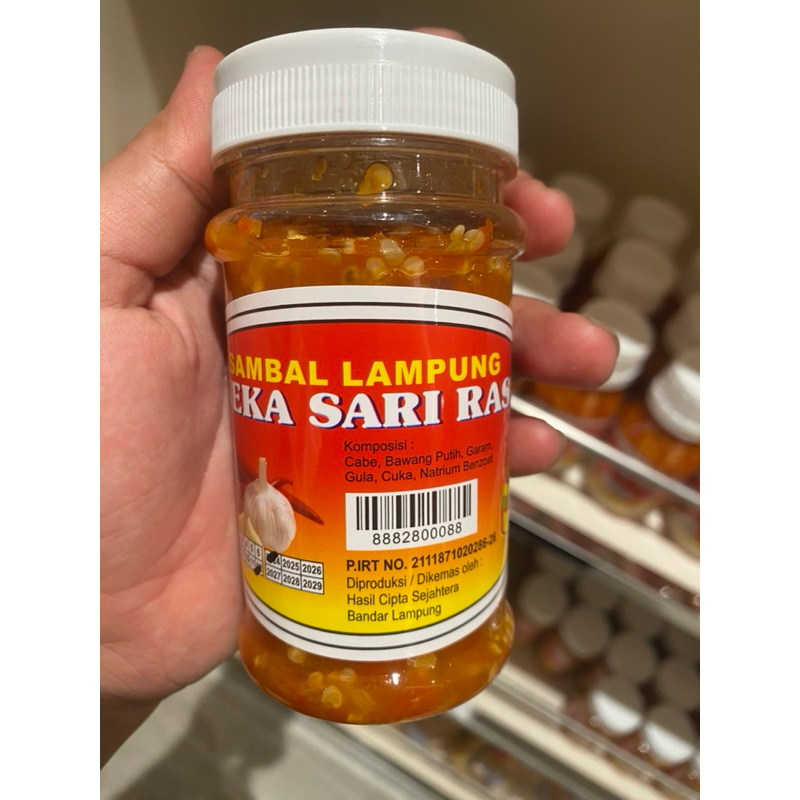 SAMBAL LAMPUNG
EKA SARI RAS
Komposisi :
Cabe, Bawang Putih, Garam,
Gula, Cuka, Natrium Benzoat
8882800088
2025 2026
2027 2028 2029
P.IRT NO. 2111871020286-26
Diproduksi / Dikemas oleh :
Hasil Cipta Sejahtera
Bandar Lampung